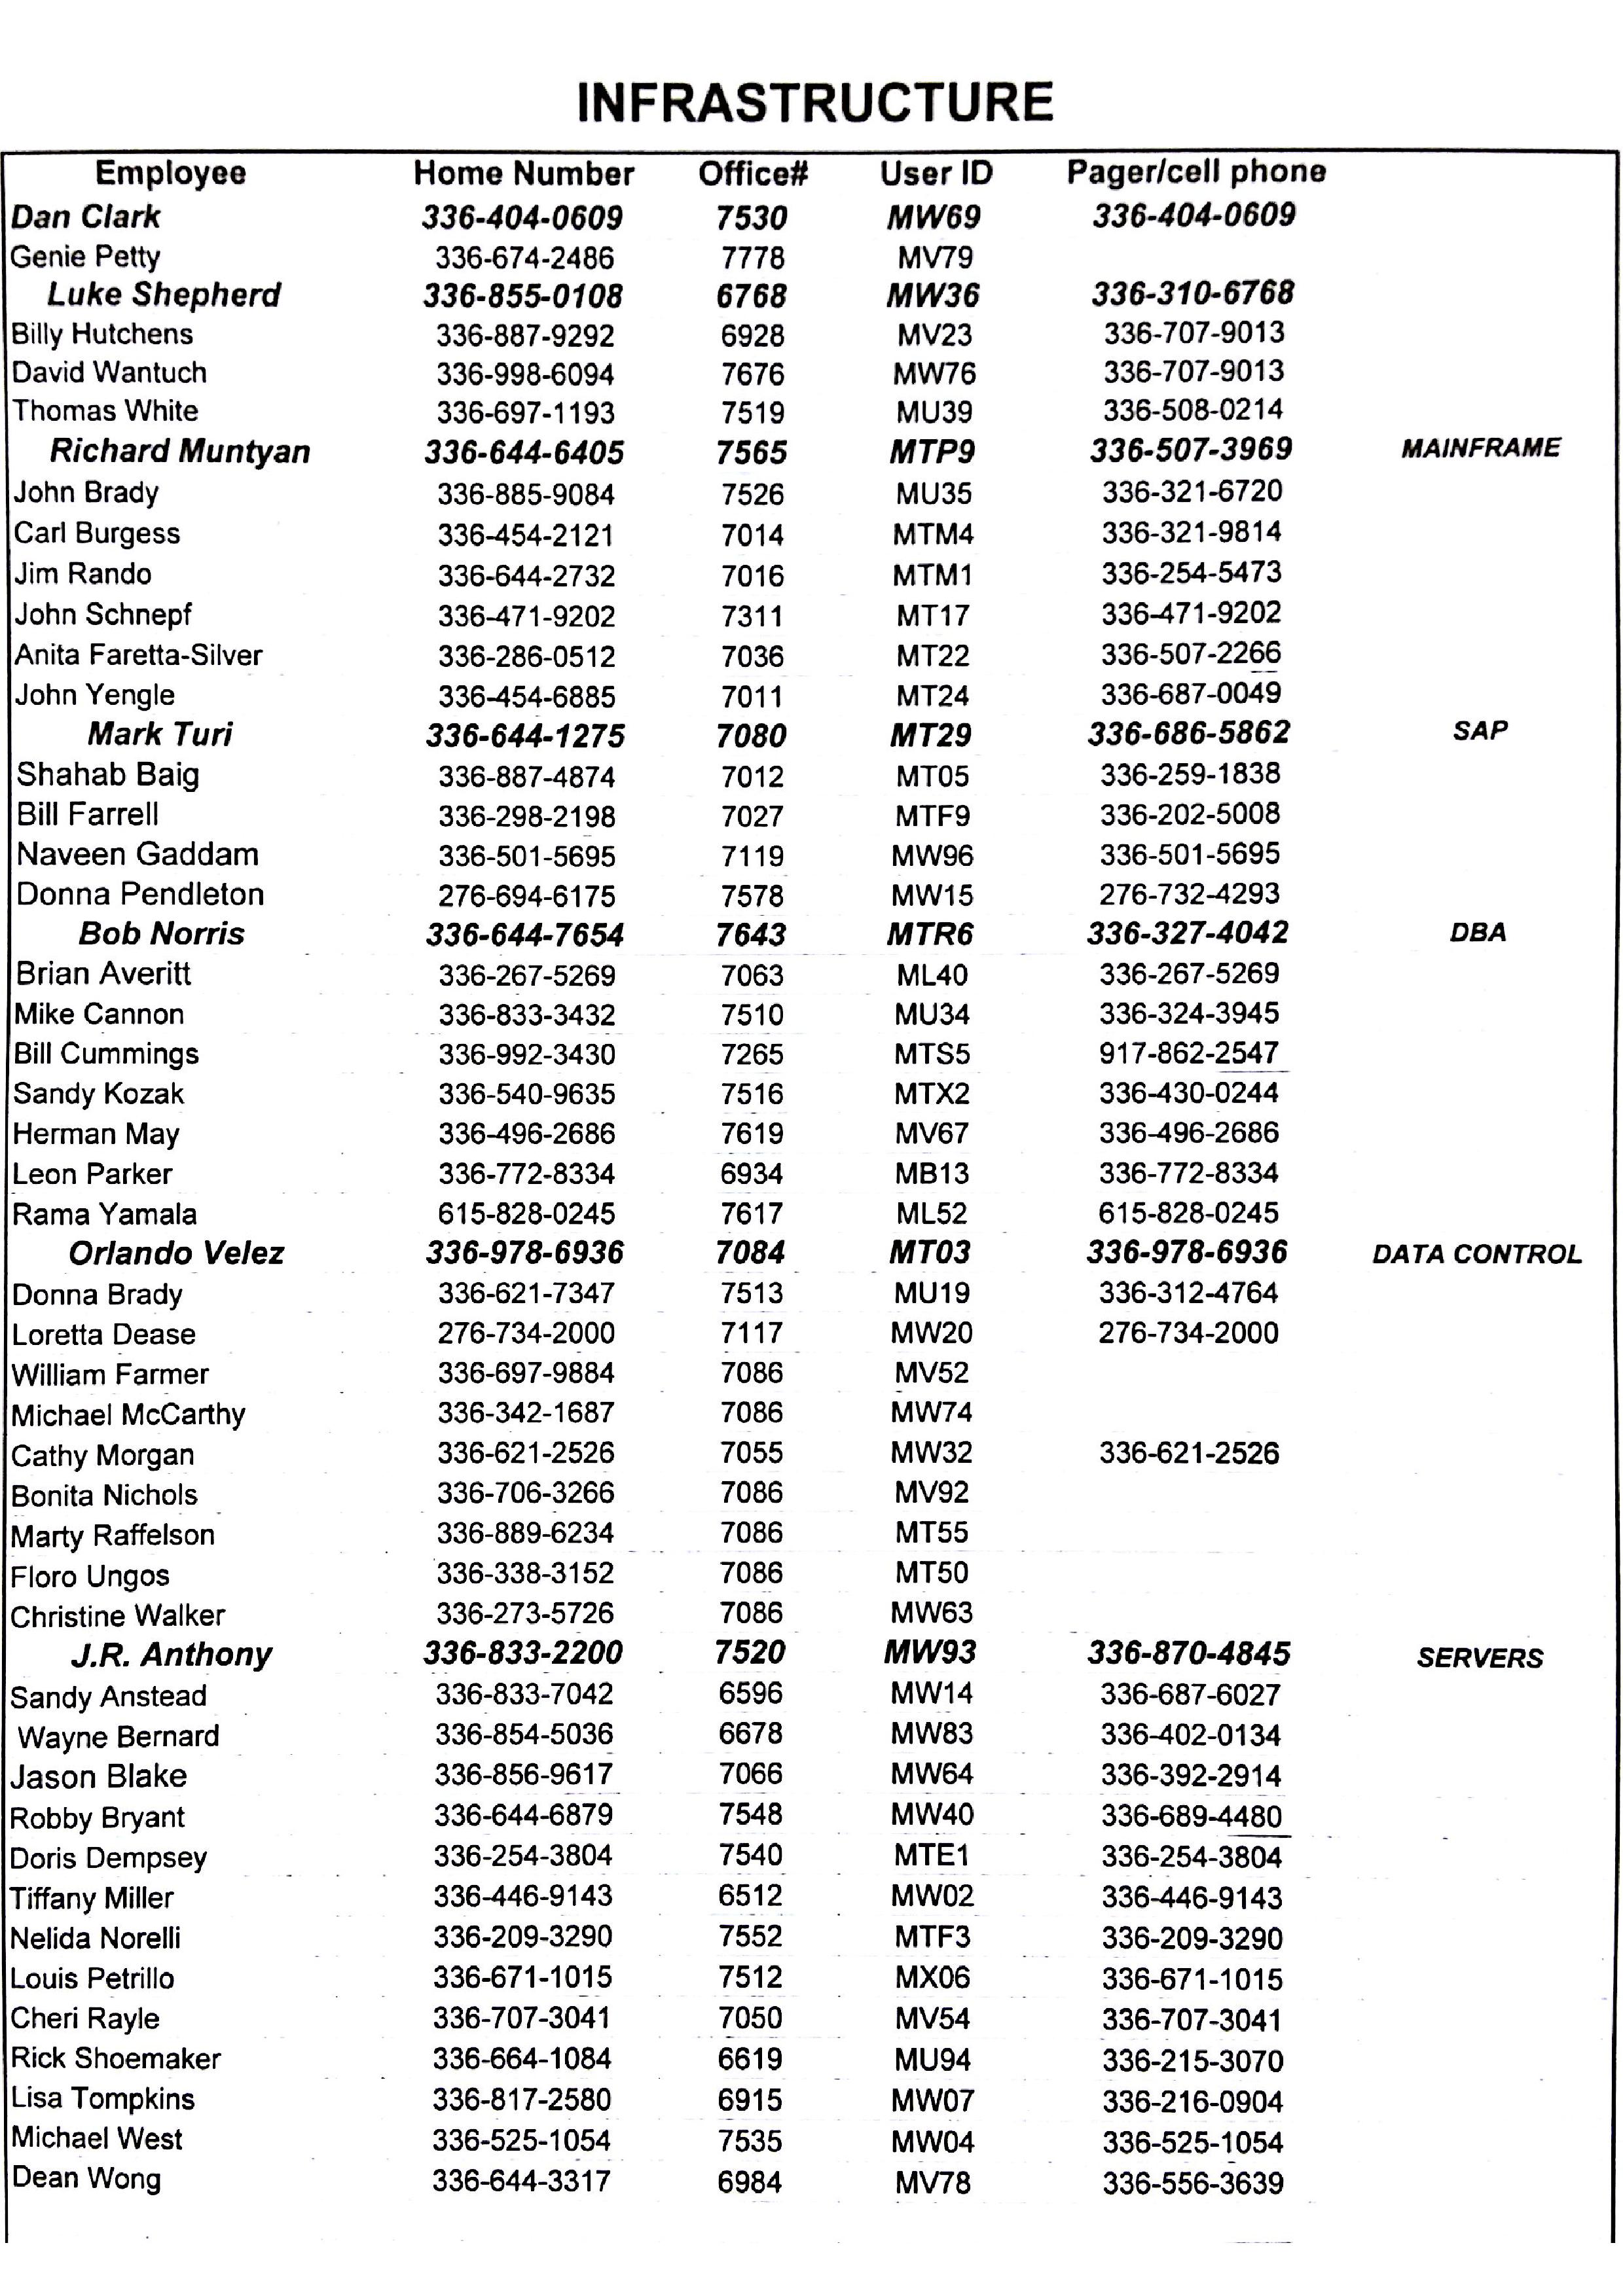 INFRASTRUCTURE
Employee Home Number Office# User ID Pager/cell phone
Dan Clark 336-404-0609 7530 MW69 336-404-0609
Genie Petty 336-674-2486 7778 MV79
Luke Shepherd 336-855-0108 6768 MW36 336-310-6768
Billy Hutchens 336-887-9292 6928 MV23 336-707-9013
David Wantuch 336-998-6094 7676 MW76 336-707-9013
Thomas White 336-697-1193 7519 MU39 336-508-0214
Richard Muntyan 336-644-6405 7565 MTP9 336-507-3969 MAINFRAME
John Brady 336-885-9084 7526 MU35 336-321-6720
Carl Burgess 336-454-2121 7014 MTM4 336-321-9814
Jim Rando 336-644-2732 7016 MTM1 336-254-5473
John Schnepf 336-471-9202 7311 MT17 336-471-9202
Anita Faretta-Silver 336-286-0512 7036 MT22 336-507-2266
John Yengle 336-454-6885 7011 MT24 336-687-0049
Mark Turi 336-644-1275 7080 MT29 336-686-5862 SAP
Shahab Baig 336-887-4874 7012 MT05 336-259-1838
Bill Farrell 336-298-2198 7027 MTF9 336-202-5008
Naveen Gaddam 336-501-5695 7119 MW96 336-501-5695
Donna Pendleton 276-694-6175 7578 MW15 276-732-4293
Bob Norris 336-644-7654 7643 MTR6 336-327-4042 DBA
Brian Averitt 336-267-5269 7063 ML40 336-267-5269
Mike Cannon 336-833-3432 7510 MU34 336-324-3945
Bill Cummings 336-992-3430 7265 MTS5 917-862-2547
Sandy Kozak 336-540-9635 7516 MTX2 336-430-0244
Herman May 336-496-2686 7619 MV67 336-496-2686
Leon Parker 336-772-8334 6934 MB13 336-772-8334
Rama Yamala 615-828-0245 7617 ML52 615-828-0245
Orlando Velez 336-978-6936 7084 MT03 336-978-6936 DATA CONTROL
Donna Brady 336-621-7347 7513 MU19 336-312-4764
Loretta Dease 276-734-2000 7117 MW20 276-734-2000
William Farmer 336-697-9884 7086 MV52
Michael McCarthy 336-342-1687 7086 MW74
Cathy Morgan 336-621-2526 7055 MW32 336-621-2526
Bonita Nichols 336-706-3266 7086 MV92
Marty Raffelson 336-889-6234 7086 MT55
Floro Ungos 336-338-3152 7086 MT50
Christine Walker 336-273-5726 7086 MW63
J.R. Anthony 336-833-2200 7520 MW93 336-870-4845 SERVERS
Sandy Anstead 336-833-7042 6596 MW14 336-687-6027
Wayne Bernard 336-854-5036 6678 MW83 336-402-0134
Jason Blake 336-856-9617 7066 MW64 336-392-2914
Robby Bryant 336-644-6879 7548 MW40 336-689-4480
Doris Dempsey 336-254-3804 7540 MTE1 336-254-3804
Tiffany Miller 336-446-9143 6512 MW02 336-446-9143
Nelida Norelli 336-209-3290 7552 MTF3 336-209-3290
Louis Petrillo 336-671-1015 7512 MX06 336-671-1015
Cheri Rayle 336-707-3041 7050 MV54 336-707-3041
Rick Shoemaker 336-664-1084 6619 MU94 336-215-3070
Lisa Tompkins 336-817-2580 6915 MW07 336-216-0904
Michael West 336-525-1054 7535 MW04 336-525-1054
Dean Wong 336-644-3317 6984 MV78 336-556-3639